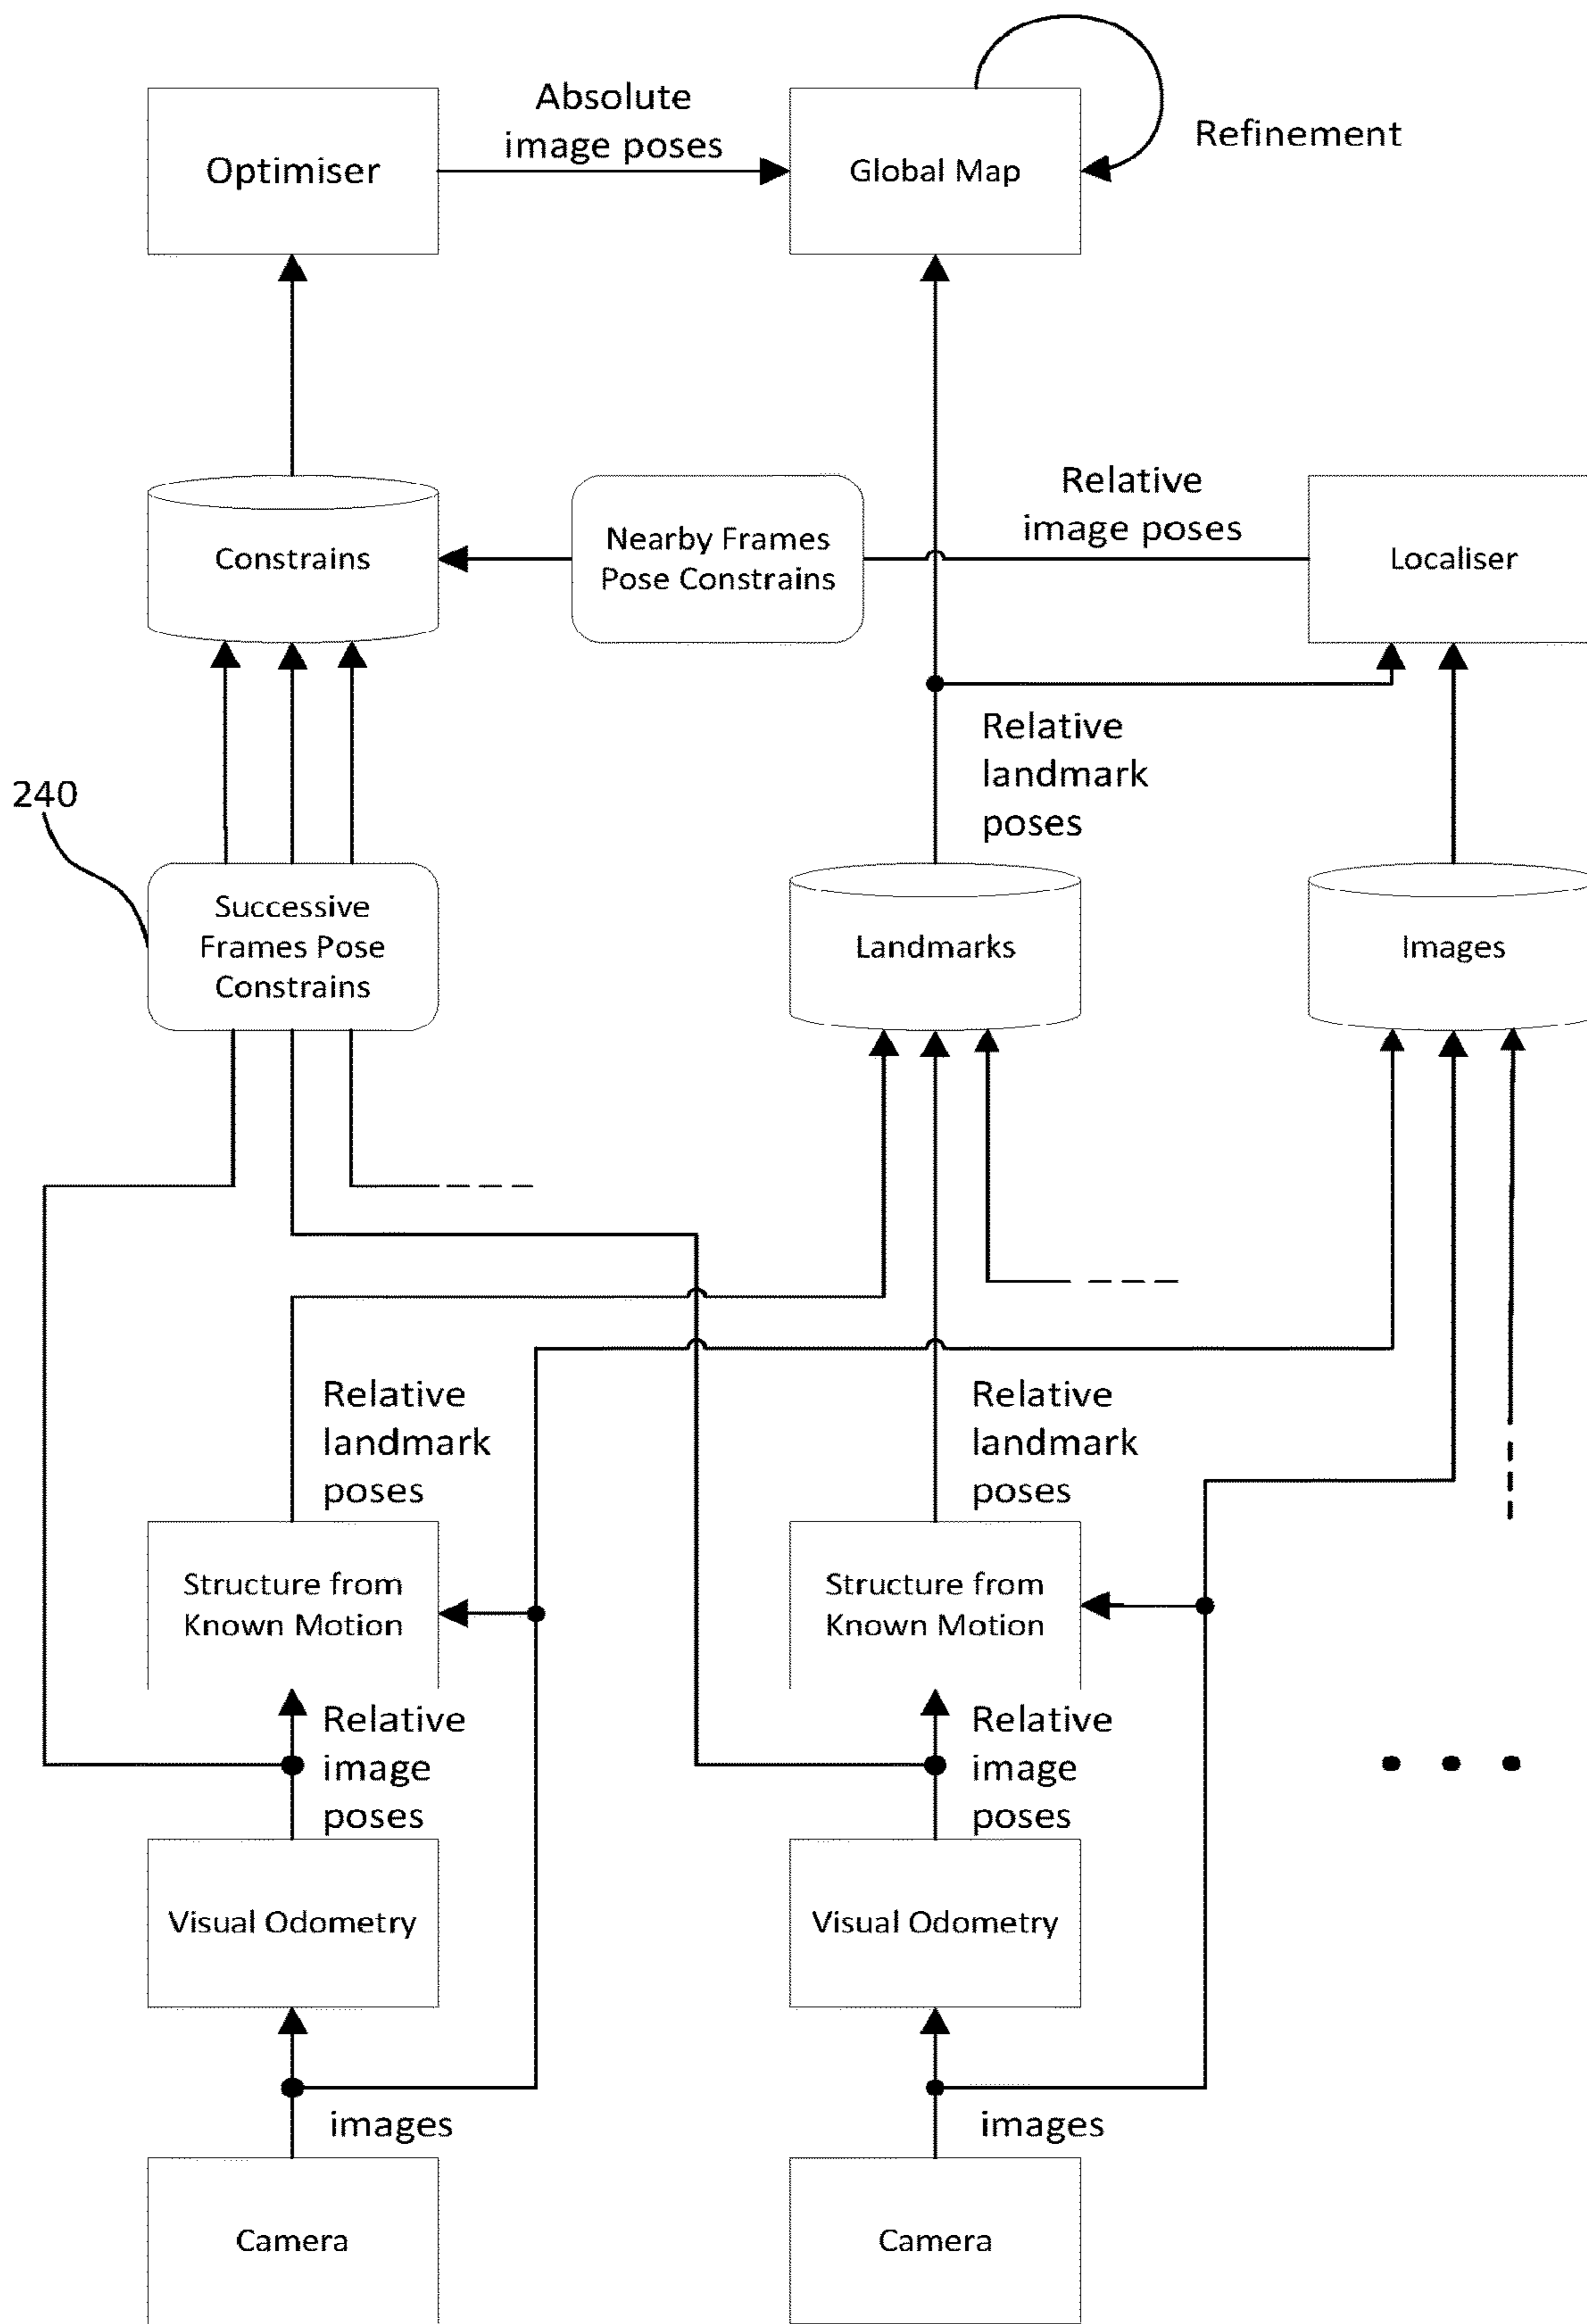 Absolute
image poses
Optimiser
Global Map
Refinement
Constrains
Nearby Frames
Pose Constrains
Relative
image poses
Localiser
Relative
landmark
poses
240
Successive
Frames Pose
Constrains
Landmarks
Images
Relative
landmark
poses
Relative
landmark
poses
Structure from
Known Motion
Structure from
Known Motion
Relative
image
poses
Relative
image
poses
Visual Odometry
Visual Odometry
images
images
Camera
Camera